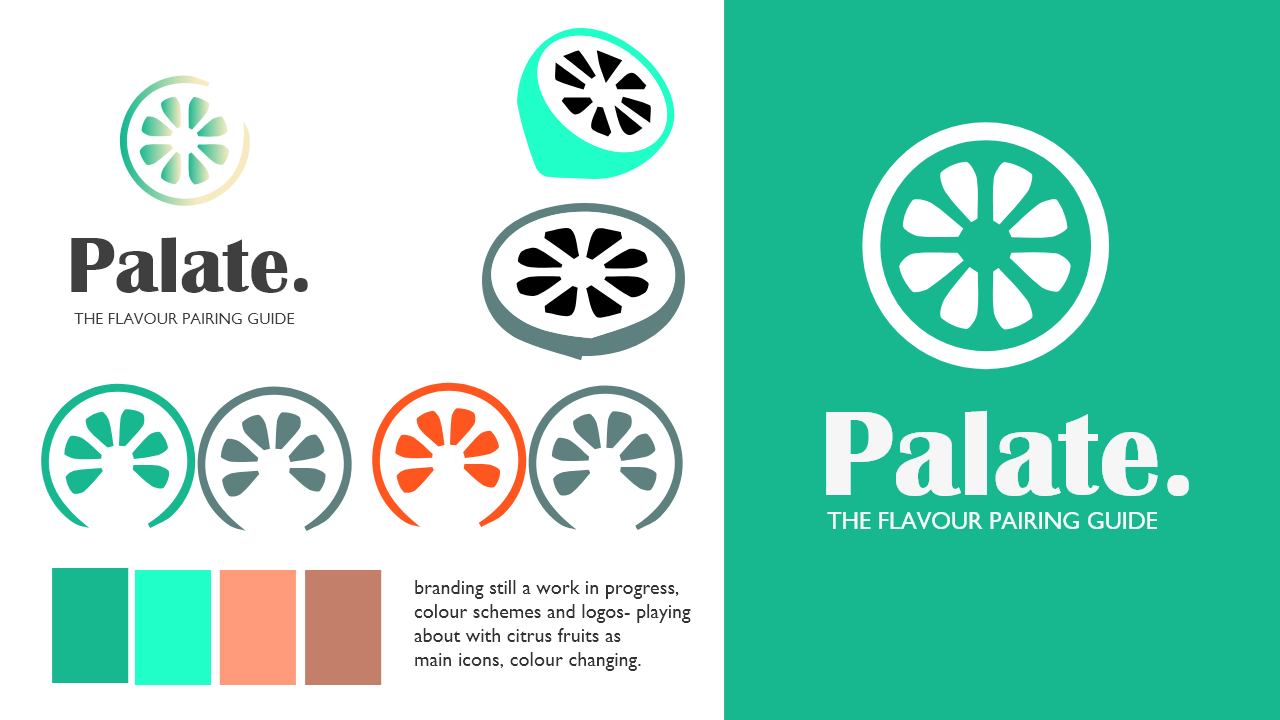 Palate.
THE FLAVOUR PAIRING GUIDE
branding still a work in progress,
colour schemes and logos- playing
about with citrus fruits as
main icons, colour changing.
Palate.
THE FLAVOUR PAIRING GUIDE